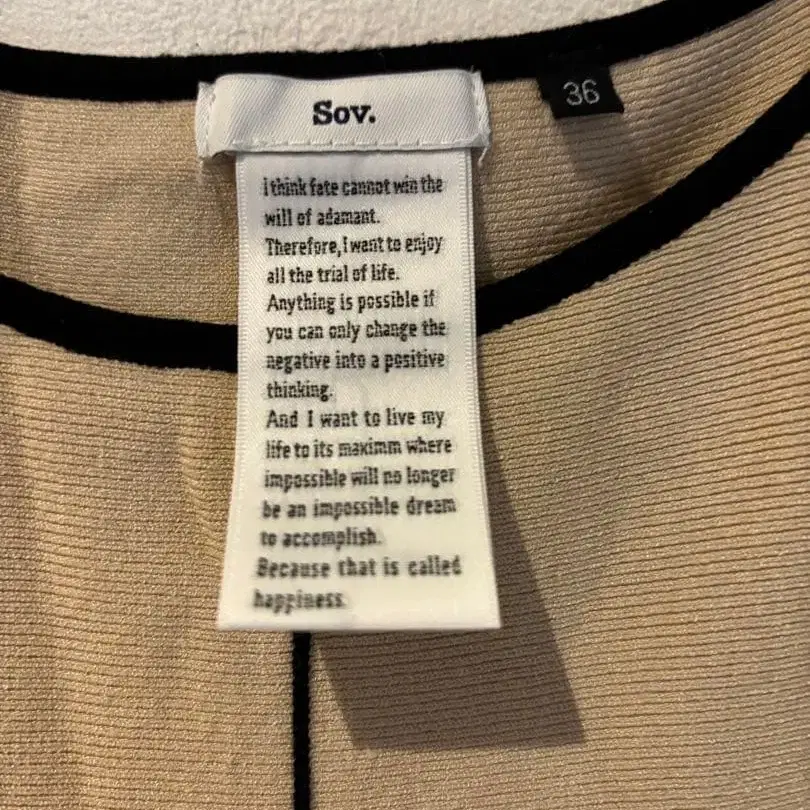 Sov.
36
I think fate cannot win the
will of adamant.
Therefore, I want to enjoy
all the trial of life.
Anything is possible if
you can only change the
negative into a positive
thinking.
And I want to live my
life to its maximm where
impossible will no longer
be an impossible dream
to accomplish.
Because that is called
happiness.